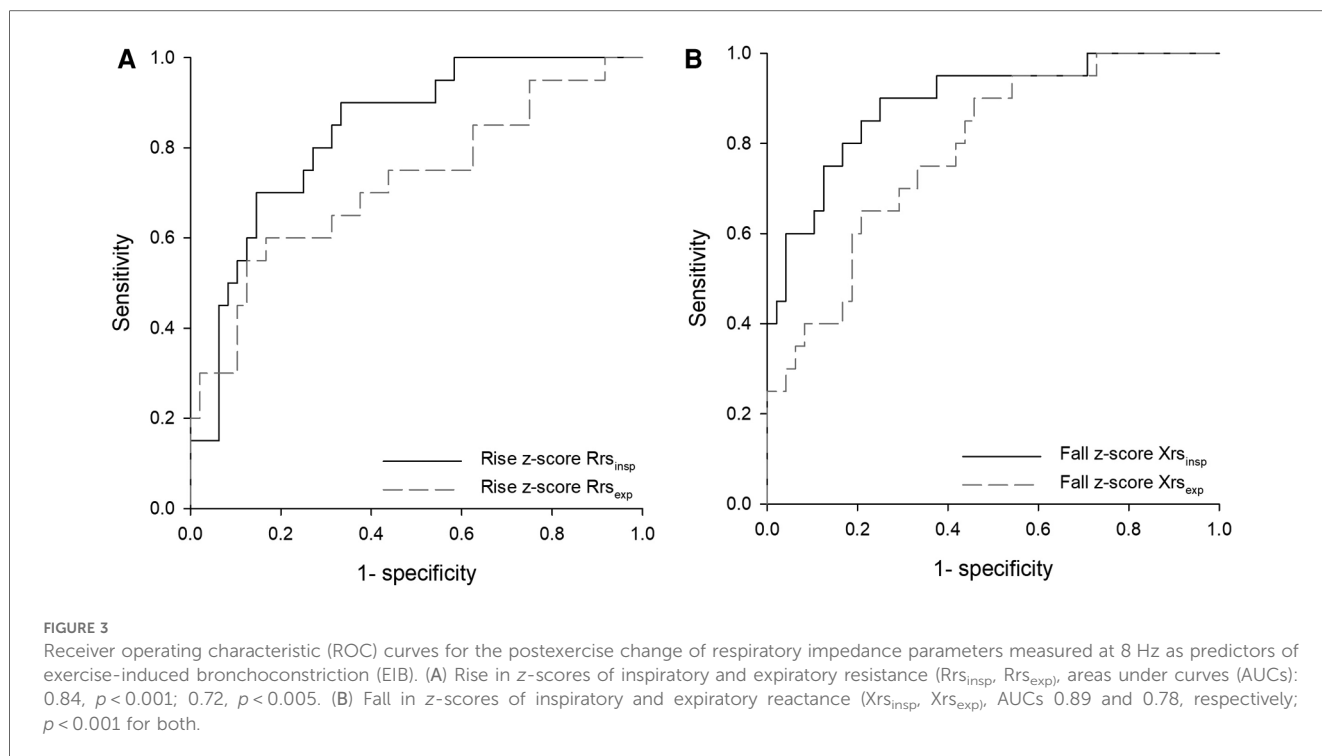 A
B
1.0
0.8
0.6
0.4
0.2
0.0
Sensitivity
Rise z-score Rrsinsp
Rise z-score Rrsexp
0.0 0.2 0.4 0.6 0.8 1.0
1- specificity
1.0
0.8
0.6
0.4
0.2
0.0
Sensitivity
Fall z-score Xrsinsp
Fall z-score Xrsexp
0.0 0.2 0.4 0.6 0.8 1.0
1- specificity
FIGURE 3
Receiver operating characteristic (ROC) curves for the postexercise change of respiratory impedance parameters measured at 8 Hz as predictors of
exercise-induced bronchoconstriction (EIB). (A) Rise in z-scores of inspiratory and expiratory resistance (Rrsinsp, Rrsexp), areas under curves (AUCs):
0.84, p < 0.001; 0.72, p < 0.005. (B) Fall in z-scores of inspiratory and expiratory reactance (Xrsinsp, Xrsexp), AUCs 0.89 and 0.78, respectively;
p < 0.001 for both.